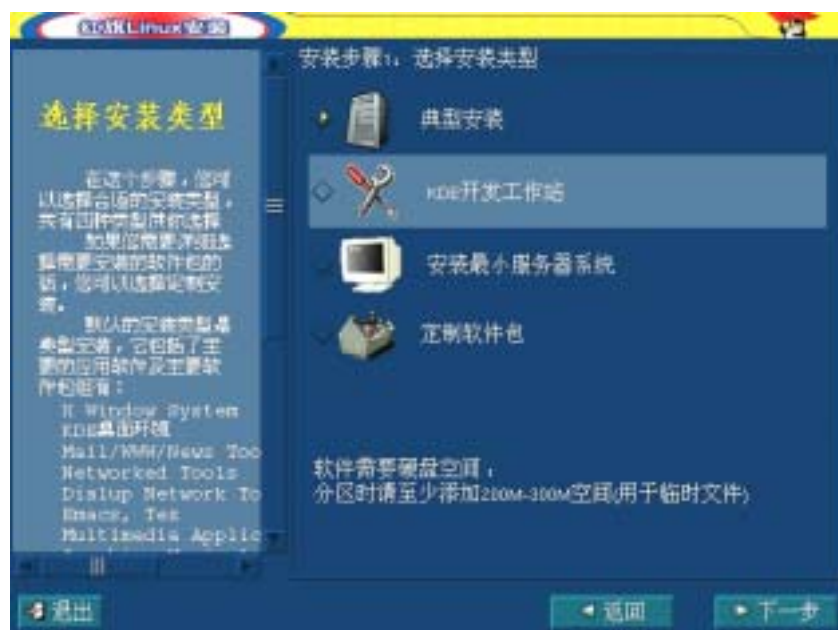 Linux安装
安装步骤1：选择安装类型
选择安装类型
典型安装
在这个步骤，您可
以选择合适的安装类型，
共有四种类型供你选择
如果您需要详细选
择需要安装的软件包的
话，您可以选择定制安
装。
默认的安装类型是
典型安装，它包括了主
要的应用软件及主要软
件包组有：
X Window System
KDE桌面环境
Mail/WWW/News Too
Networked Tools
Dialup Network To
Emacs, Tex
Multimedia Applic
KDE开发工作站
安装最小服务器系统
定制软件包
软件需要硬盘空间，
分区时请至少添加200M-300M空间(用于临时文件)
退出
返回
下一步